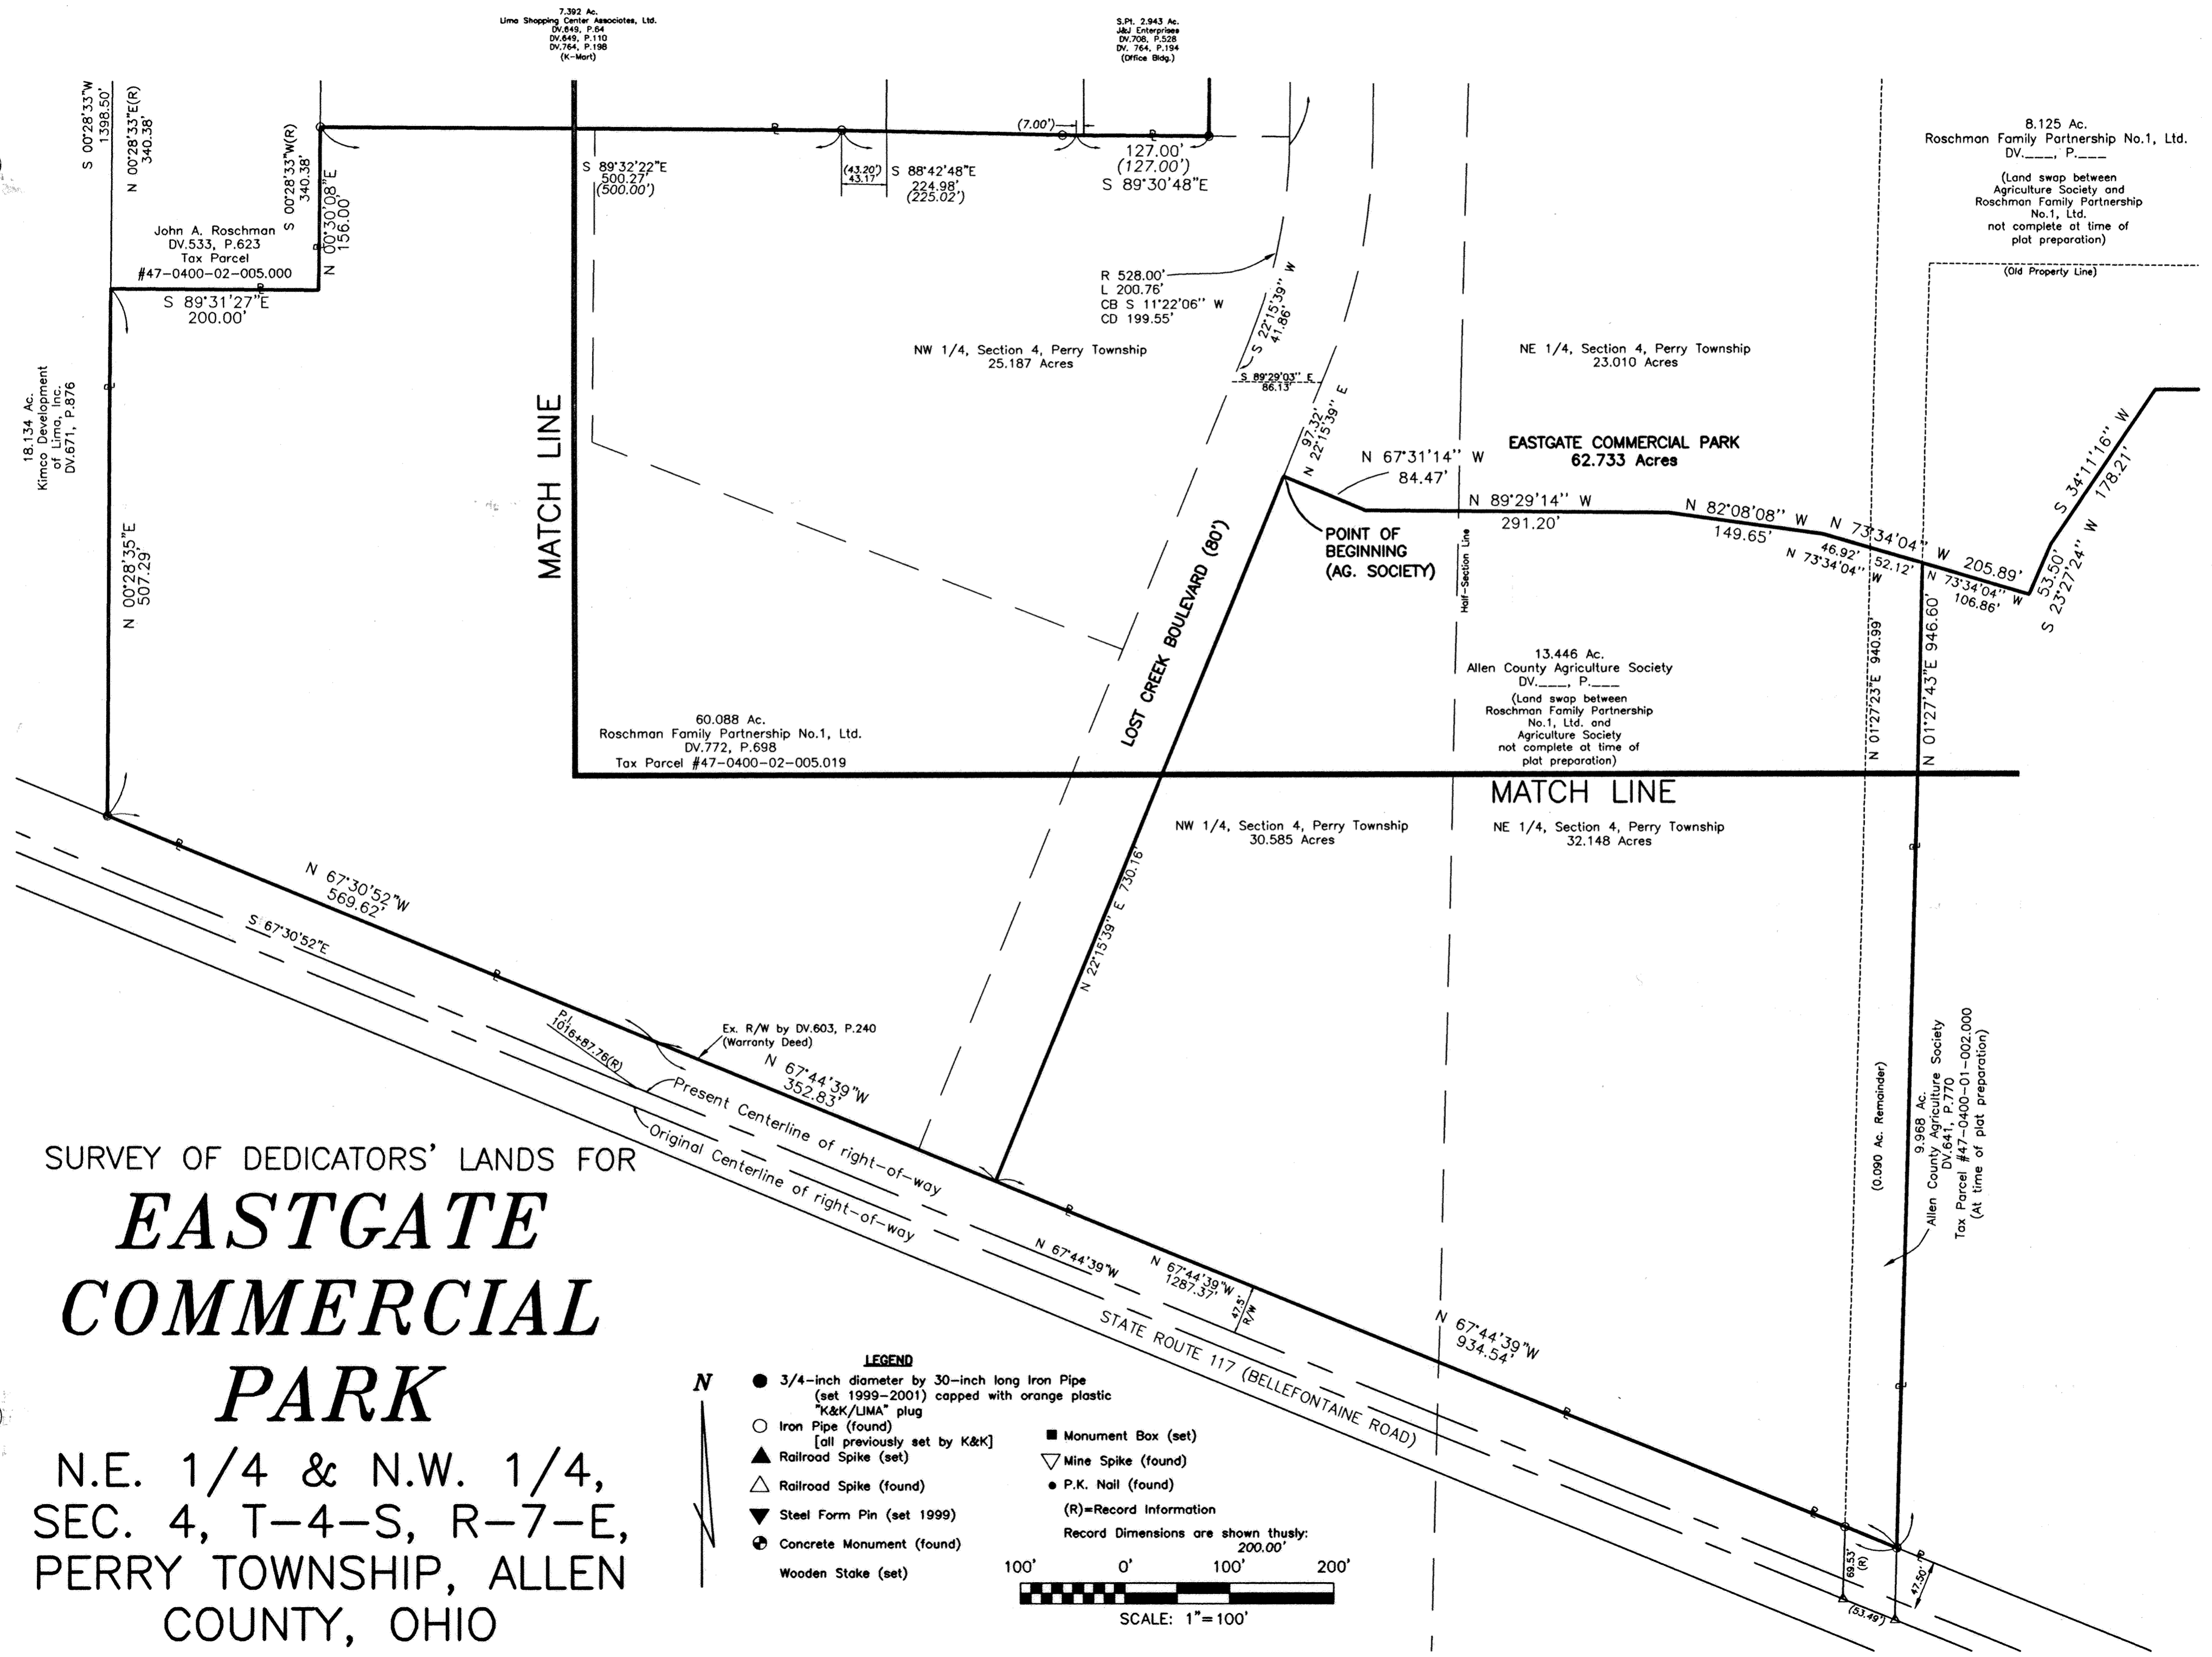 7.392 Ac.
Lima Shopping Center Associates, Ltd.
DV.649, P.64
DV.649, P.110
DV.764, P.198
(K-Mart)
S.Pt. 2.943 Ac.
J&J Enterprises
DV.708, P.528
DV. 764, P.194
(Office Bldg.)
S 00°28'33"W
1398.50'
N 00°28'33"E(R)
340.38'
S 00°28'33"W(R)
340.38'
N 00°30'08"E
156.00'
John A. Roschman
DV.533, P.623
Tax Parcel
#47-0400-02-005.000
S 89°31'27"E
200.00'
18.134 Ac.
Kimco Development
of Lima, Inc.
DV.671, P.876
N 00°28'35"E
507.29'
S 89°32'22"E
500.27'
(500.00')
(43.20')
43.17'
S 88°42'48"E
224.98'
(225.02')
(7.00')
127.00'
(127.00')
S 89°30'48"E
R 528.00'
L 200.76'
CB S 11°22'06" W
CD 199.55'
S 22°15'39" W
41.86'
S 89°29'03" E
86.13'
97.32'
N 22°15'39" E
NW 1/4, Section 4, Perry Township
25.187 Acres
NE 1/4, Section 4, Perry Township
23.010 Acres
8.125 Ac.
Roschman Family Partnership No.1, Ltd.
DV.___, P.___
(Land swap between
Agriculture Society and
Roschman Family Partnership
No.1, Ltd.
not complete at time of
plat preparation)
(Old Property Line)
EASTGATE COMMERCIAL PARK
62.733 Acres
N 67°31'14" W
84.47'
N 89°29'14" W
291.20'
N 82°08'08" W
149.65'
N 73°34'04" W
205.89'
46.92'
N 73°34'04" W
52.12'
N 73°34'04" W
106.86'
S 34°11'16" W
178.21'
53.50'
S 23°27'24" W
POINT OF
BEGINNING
(AG. SOCIETY)
Half-Section Line
MATCH LINE
LOST CREEK BOULEVARD (80')
13.446 Ac.
Allen County Agriculture Society
DV.___, P.___
(Land swap between
Roschman Family Partnership
No.1, Ltd. and
Agriculture Society
not complete at time of
plat preparation)
N 01°27'23"E 940.99'
N 01°27'43"E 946.60'
60.088 Ac.
Roschman Family Partnership No.1, Ltd.
DV.772, P.698
Tax Parcel #47-0400-02-005.019
MATCH LINE
NW 1/4, Section 4, Perry Township
30.585 Acres
NE 1/4, Section 4, Perry Township
32.148 Acres
N 22°15'39" E 730.16'
N 67°30'52"W
569.62'
S 67°30'52"E
P.I.
1016+87.76(R)
Ex. R/W by DV.603, P.240
(Warranty Deed)
N 67°44'39"W
352.83'
Present Centerline of right-of-way
Original Centerline of right-of-way
N 67°44'39"W
N 67°44'39"W
1287.37'
47.5'
R/W
N 67°44'39"W
934.54'
STATE ROUTE 117 (BELLEFONTAINE ROAD)
(0.090 Ac. Remainder)
9.968 Ac.
Allen County Agriculture Society
DV.641, P.770
Tax Parcel #47-0400-01-002.000
(At time of plat preparation)
69.53'
(R)
(53.49')
47.50'
SURVEY OF DEDICATORS' LANDS FOR
EASTGATE
COMMERCIAL
PARK
N.E. 1/4 & N.W. 1/4,
SEC. 4, T-4-S, R-7-E,
PERRY TOWNSHIP, ALLEN
COUNTY, OHIO
N
LEGEND
3/4-inch diameter by 30-inch long Iron Pipe
(set 1999-2001) capped with orange plastic
"K&K/LIMA" plug
Iron Pipe (found)
[all previously set by K&K]
Railroad Spike (set)
Railroad Spike (found)
Steel Form Pin (set 1999)
Concrete Monument (found)
Wooden Stake (set)
Monument Box (set)
Mine Spike (found)
P.K. Nail (found)
(R)=Record Information
Record Dimensions are shown thusly:
200.00'
100' 0' 100' 200'
SCALE: 1"=100'